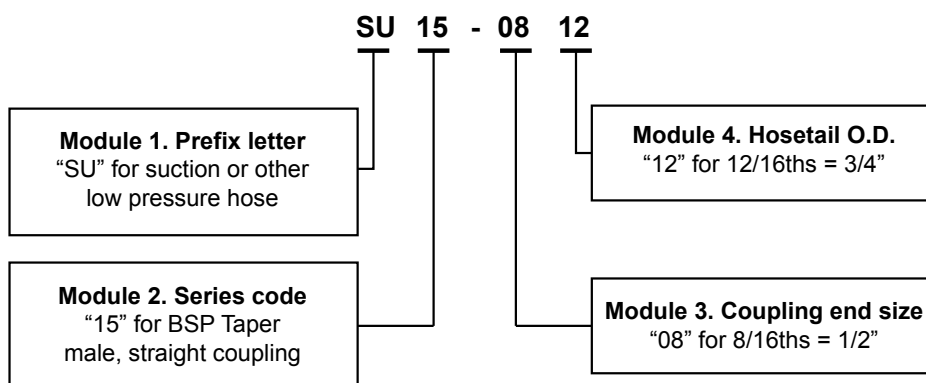 SU 15 - 08 12
Module 1. Prefix letter
“SU” for suction or other
low pressure hose
Module 4. Hosetail O.D.
“12” for 12/16ths = 3/4”
Module 2. Series code
“15” for BSP Taper
male, straight coupling
Module 3. Coupling end size
“08” for 8/16ths = 1/2”